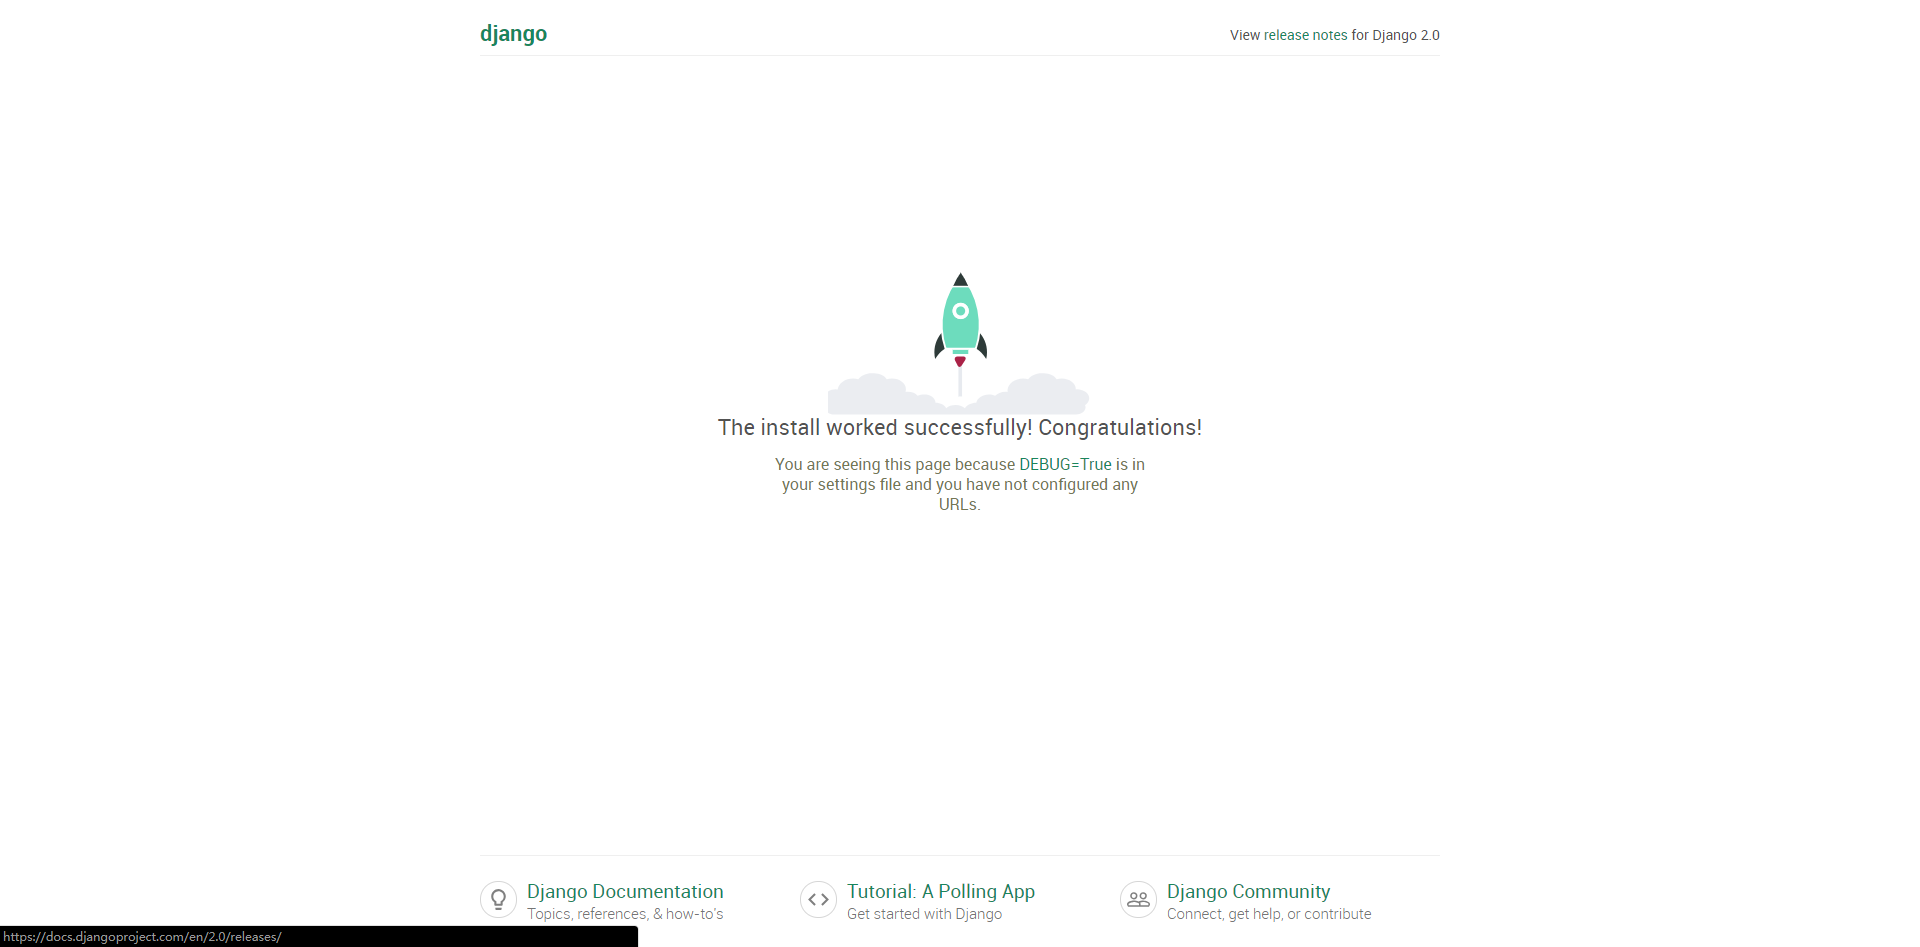 django
View release notes for Django 2.0
The install worked successfully! Congratulations!
You are seeing this page because DEBUG=True is in
your settings file and you have not configured any
URLs.
Django Documentation
Topics, references, & how-to's
Tutorial: A Polling App
Get started with Django
Django Community
Connect, get help, or contribute
https://docs.djangoproject.com/en/2.0/releases/